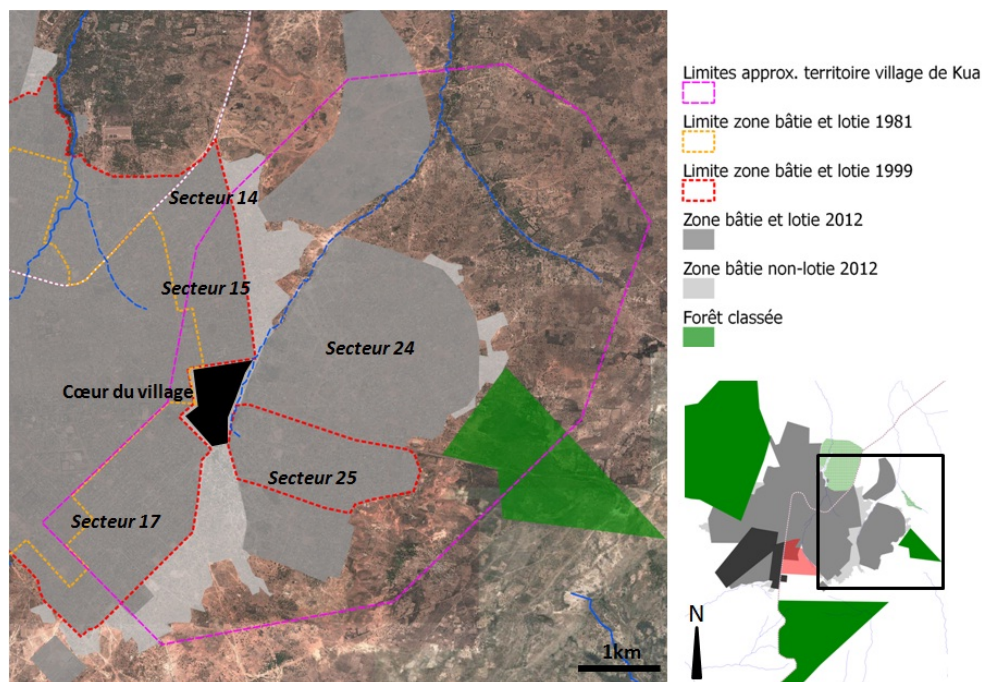 Secteur 14
Secteur 15
Secteur 24
Cœur du village
Secteur 25
Secteur 17
1km
Limites approx. territoire village de Kua
Limite zone bâtie et lotie 1981
Limite zone bâtie et lotie 1999
Zone bâtie et lotie 2012
Zone bâtie non-lotie 2012
Forêt classée
N